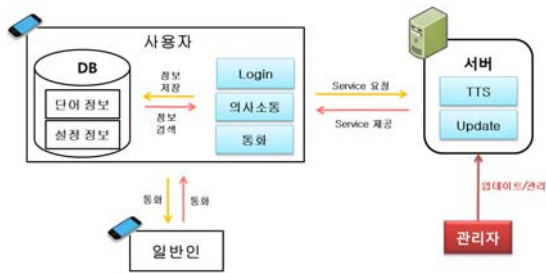 사용자
DB
단어 정보
설정 정보
정보
저장
정보
검색
Login
의사소통
통화
Service 요청
Service 제공
서버
TTS
Update
업데이트/관리
관리자
통화
통화
일반인